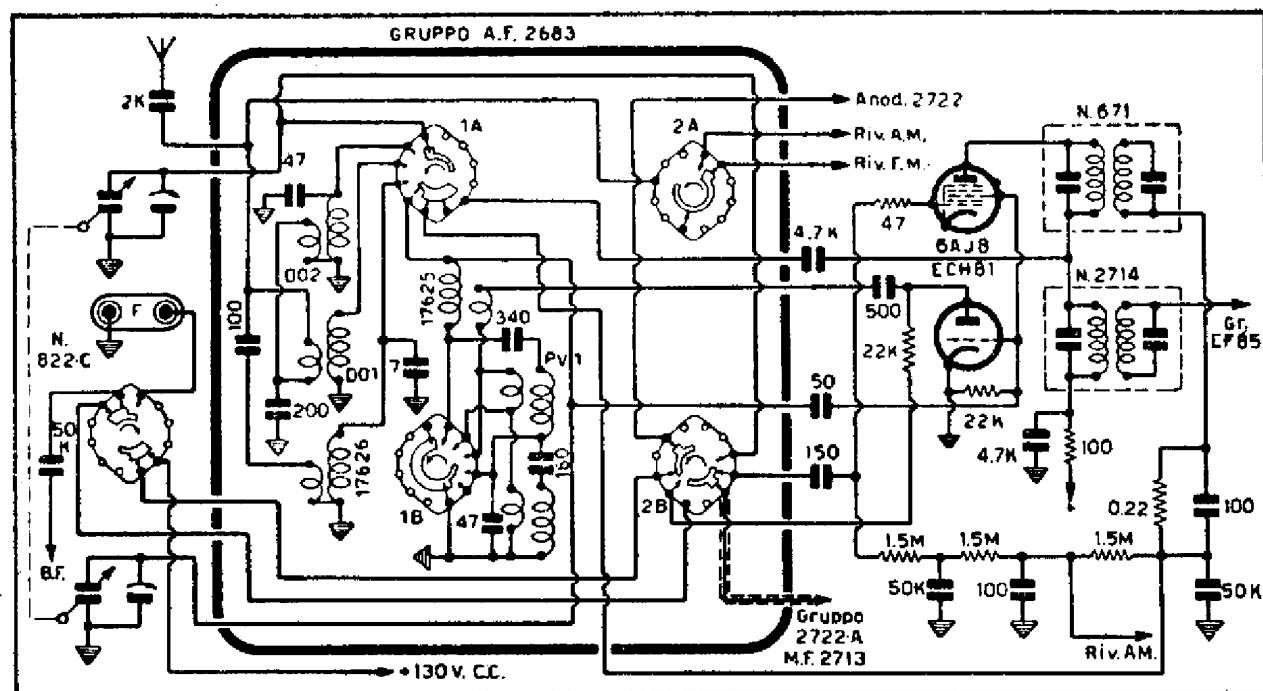 GRUPPO A.F. 2683
2K
1A
2A
Anod. 2722
Riv. A.M.
Riv. F.M.
N. 671
47
47
6AJ8
ECH81
4.7K
002
17625
N. 2714
F
N.
822-C
100
340
500
22K
Gr.
EF85
PV1
001
7
200
50
22K
50
K
17626
160
150
4.7K
100
1B
47
2B
0.22
100
1.5M
1.5M
1.5M
B.F.
50K
100
50K
Gruppo
2722-A
M.F. 2713
Riv. AM.
+130 V. C.C.